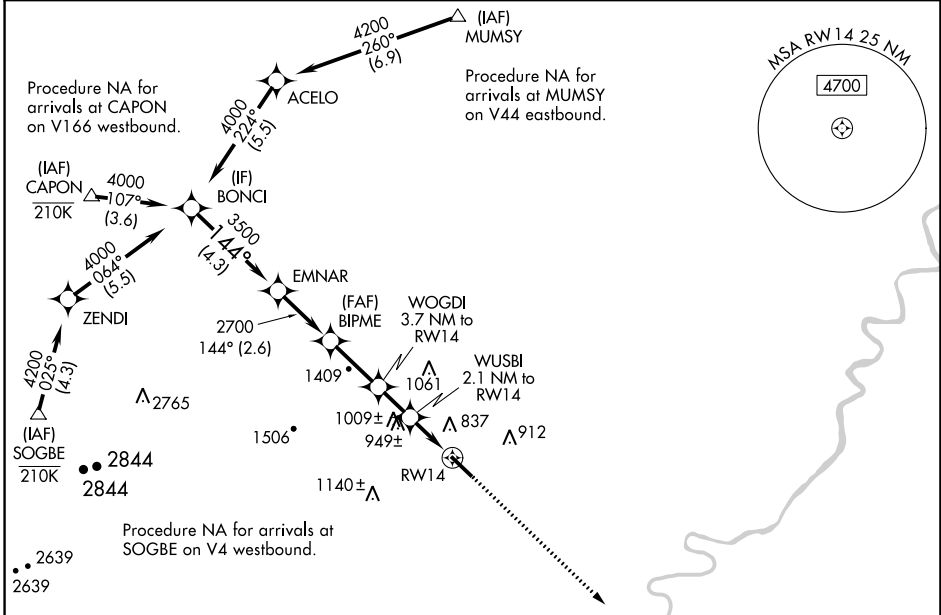 (IAF)
MUMSY
4200
260°
(6.9)
MSA RW14 25 NM
4700
Procedure NA for
arrivals at CAPON
on V166 westbound.
ACELO
Procedure NA for
arrivals at MUMSY
on V44 eastbound.
4000
224°
(5.5)
(IAF)
CAPON
210K
4000
107°
(3.6)
(IF)
BONCI
3500
144°
(4.3)
4000
064°
(5.5)
ZENDI
EMNAR
(FAF)
BIPME
WOGDI
3.7 NM to
RW14
2700
144° (2.6)
4200
025°
(4.3)
(IAF)
SOGBE
210K
2765
1409
1061
WUSBI
2.1 NM to
RW14
1009±
949±
837
912
1506
2844
2844
RW14
1140±
Procedure NA for arrivals at
SOGBE on V4 westbound.
2639
2639